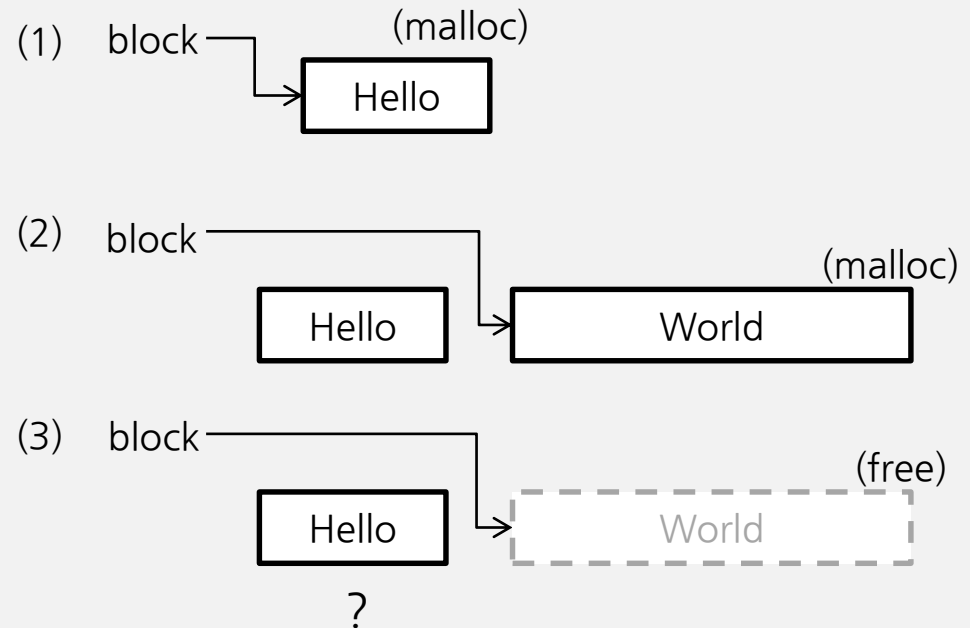 (1) block (malloc)
Hello
(2) block
(malloc)
Hello World
(3) block
(free)
Hello World
?